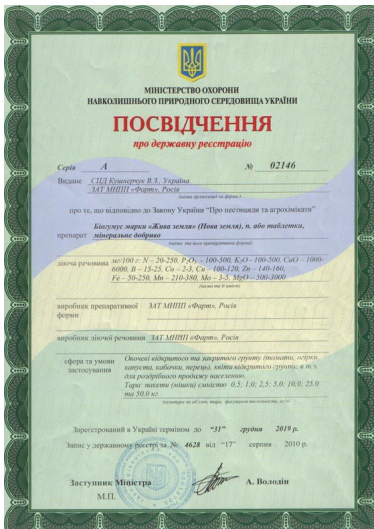 МІНІСТЕРСТВО ОХОРОНИ
НАВКОЛИШНЬОГО ПРИРОДНОГО СЕРЕДОВИЩА УКРАЇНИ
ПОСВІДЧЕННЯ
про державну реєстрацію
Серія А № 02146
Видане СПД Кушнерчук В.З., Україна
ЗАТ МНПП «Фарт», Росія
про те, що відповідно до Закону України "Про пестициди та агрохімікати"
Біогумус марки «Жива земля» (Нова земля), п. або таблетки,
препарат мінеральне добриво
діюча речовина мг/100 г: N – 20-250, P2O5 - 100-500, K2O - 100-500, CaO – 1000-
6000, B – 15-25, Co – 2-3, Cu – 100-120, Zn – 140-160,
Fe – 50-250, Mn – 210-380, Mo – 3-5, MgO – 500-3000
виробник препаративної ЗАТ МНПП «Фарт», Росія
форми
виробник діючої речовини ЗАТ МНПП «Фарт», Росія
сфера та умови Овочеві відкритого та закритого ґрунту (томати, огірки,
застосування капуста, кабачки, перець), квіти відкритого ґрунту, в т.ч.
для роздрібного продажу населенню.
Тара: пакети (мішки) ємністю 0,5; 1,0; 2,5; 5,0; 10,0; 25,0
та 50,0 кг
Зареєстрований в Україні терміном до "31" грудня 2019 р.
Запис у державному реєстрі за № 4628 від "17" серпня 2010 р.
Заступник Міністра А. Володін
М.П.